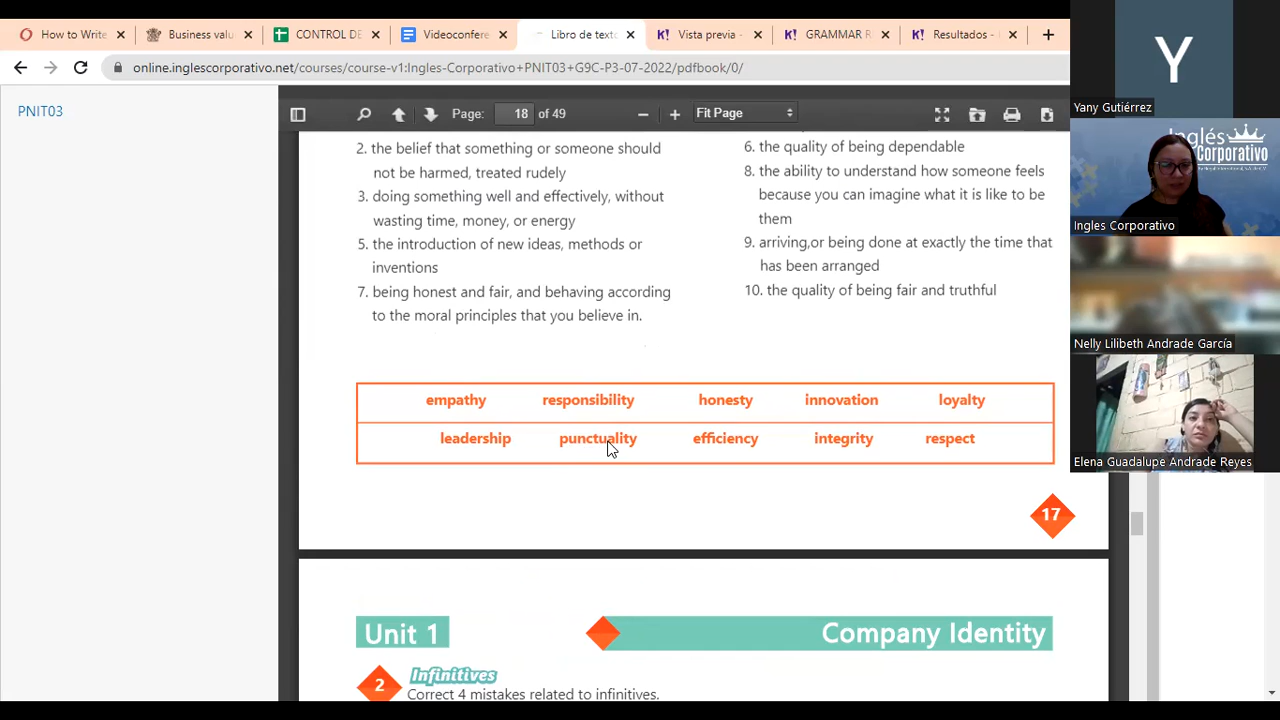 How to Write
Business valu
CONTROL DE
Videoconfere
Libro de texto
Vista previa -
GRAMMAR R
Resultados -
online.inglescorporativo.net/courses/course-v1:Ingles-Corporativo+PNIT03+G9C-P3-07-2022/pdfbook/0/
PNIT03
Page: 18 of 49
Fit Page
2. the belief that something or someone should
not be harmed, treated rudely
3. doing something well and effectively, without
wasting time, money, or energy
5. the introduction of new ideas, methods or
inventions
7. being honest and fair, and behaving according
to the moral principles that you believe in.
6. the quality of being dependable
8. the ability to understand how someone feels
because you can imagine what it is like to be
them
9. arriving,or being done at exactly the time that
has been arranged
10. the quality of being fair and truthful
empathy responsibility honesty innovation loyalty
leadership punctuality efficiency integrity respect
17
Unit 1
Company Identity
2
Infinitives
Correct 4 mistakes related to infinitives.
Y
Yany Gutiérrez
Inglés
Corporativo
Ingles Corporativo
Nelly Lilibeth Andrade García
Elena Guadalupe Andrade Reyes